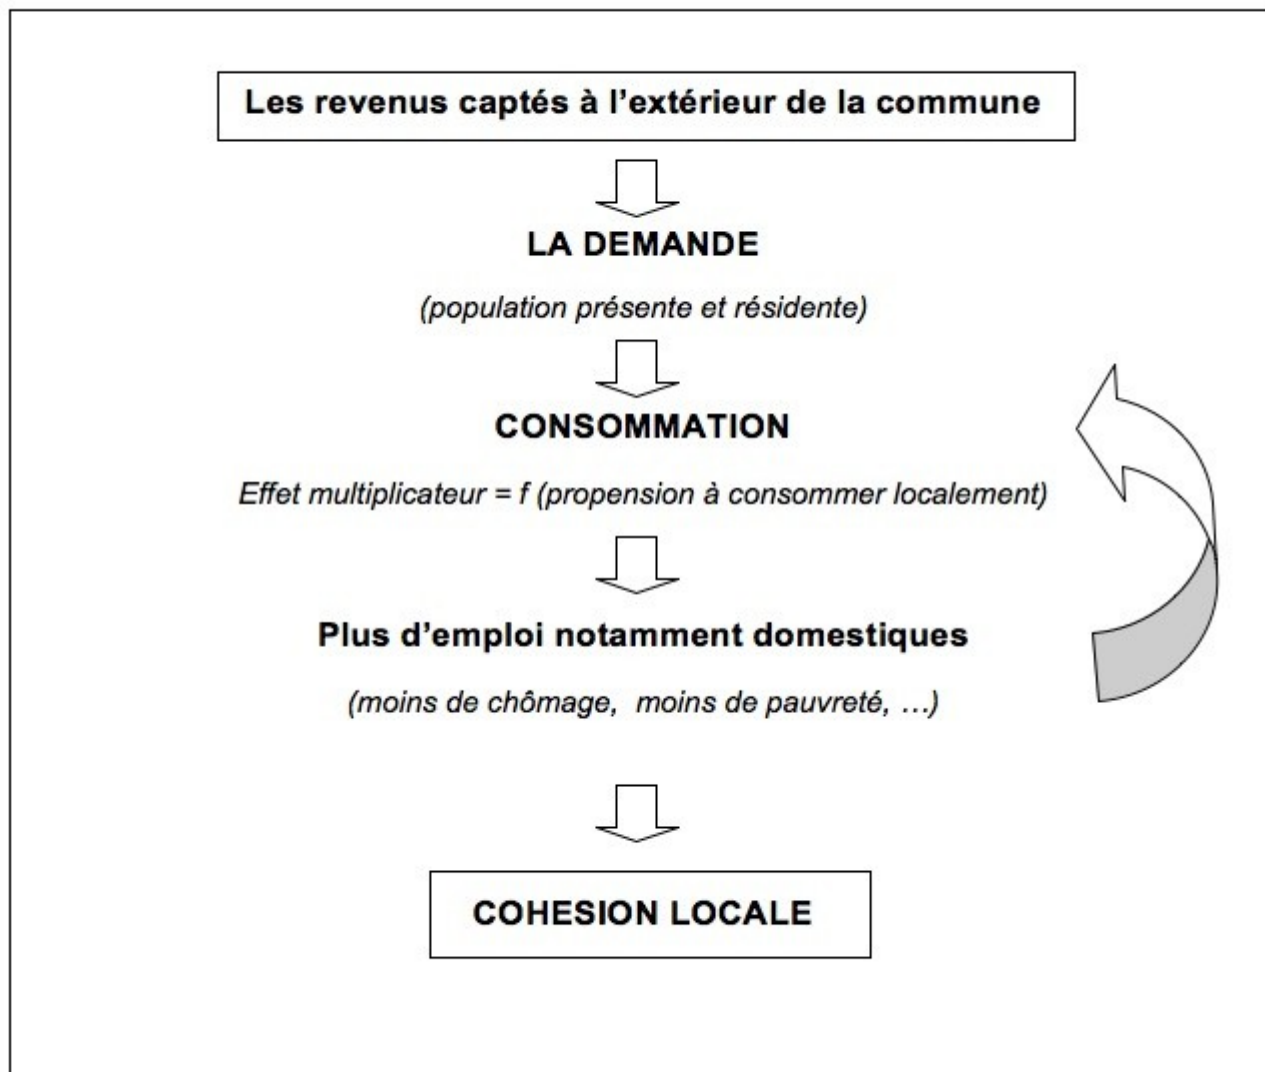 Les revenus captés à l’extérieur de la commune
LA DEMANDE
(population présente et résidente)
CONSOMMATION
Effet multiplicateur = f (propension à consommer localement)
Plus d’emploi notamment domestiques
(moins de chômage, moins de pauvreté, …)
COHESION LOCALE